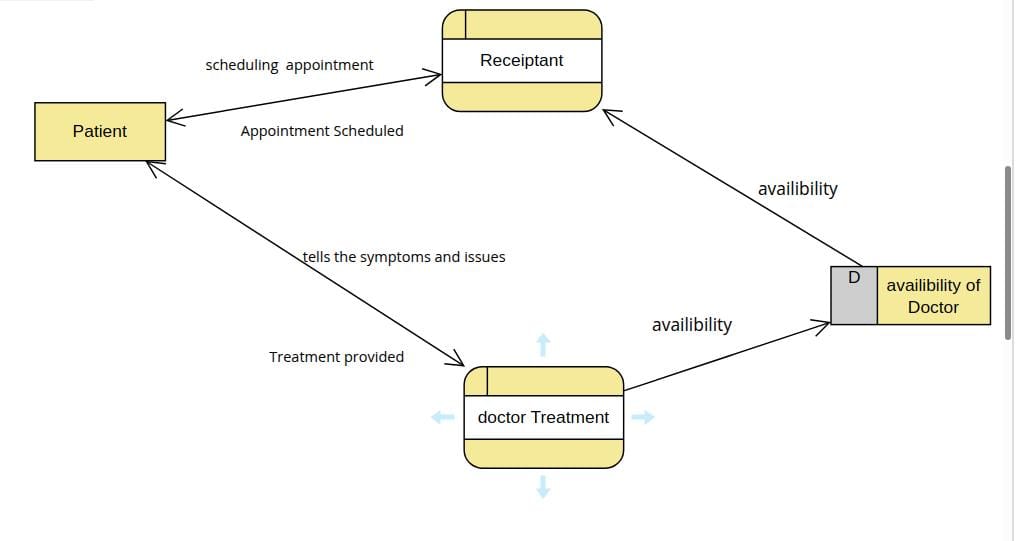 Receiptant
scheduling appointment
Patient
Appointment Scheduled
availibility
tells the symptoms and issues
D
availibility of
Doctor
availibility
Treatment provided
doctor Treatment